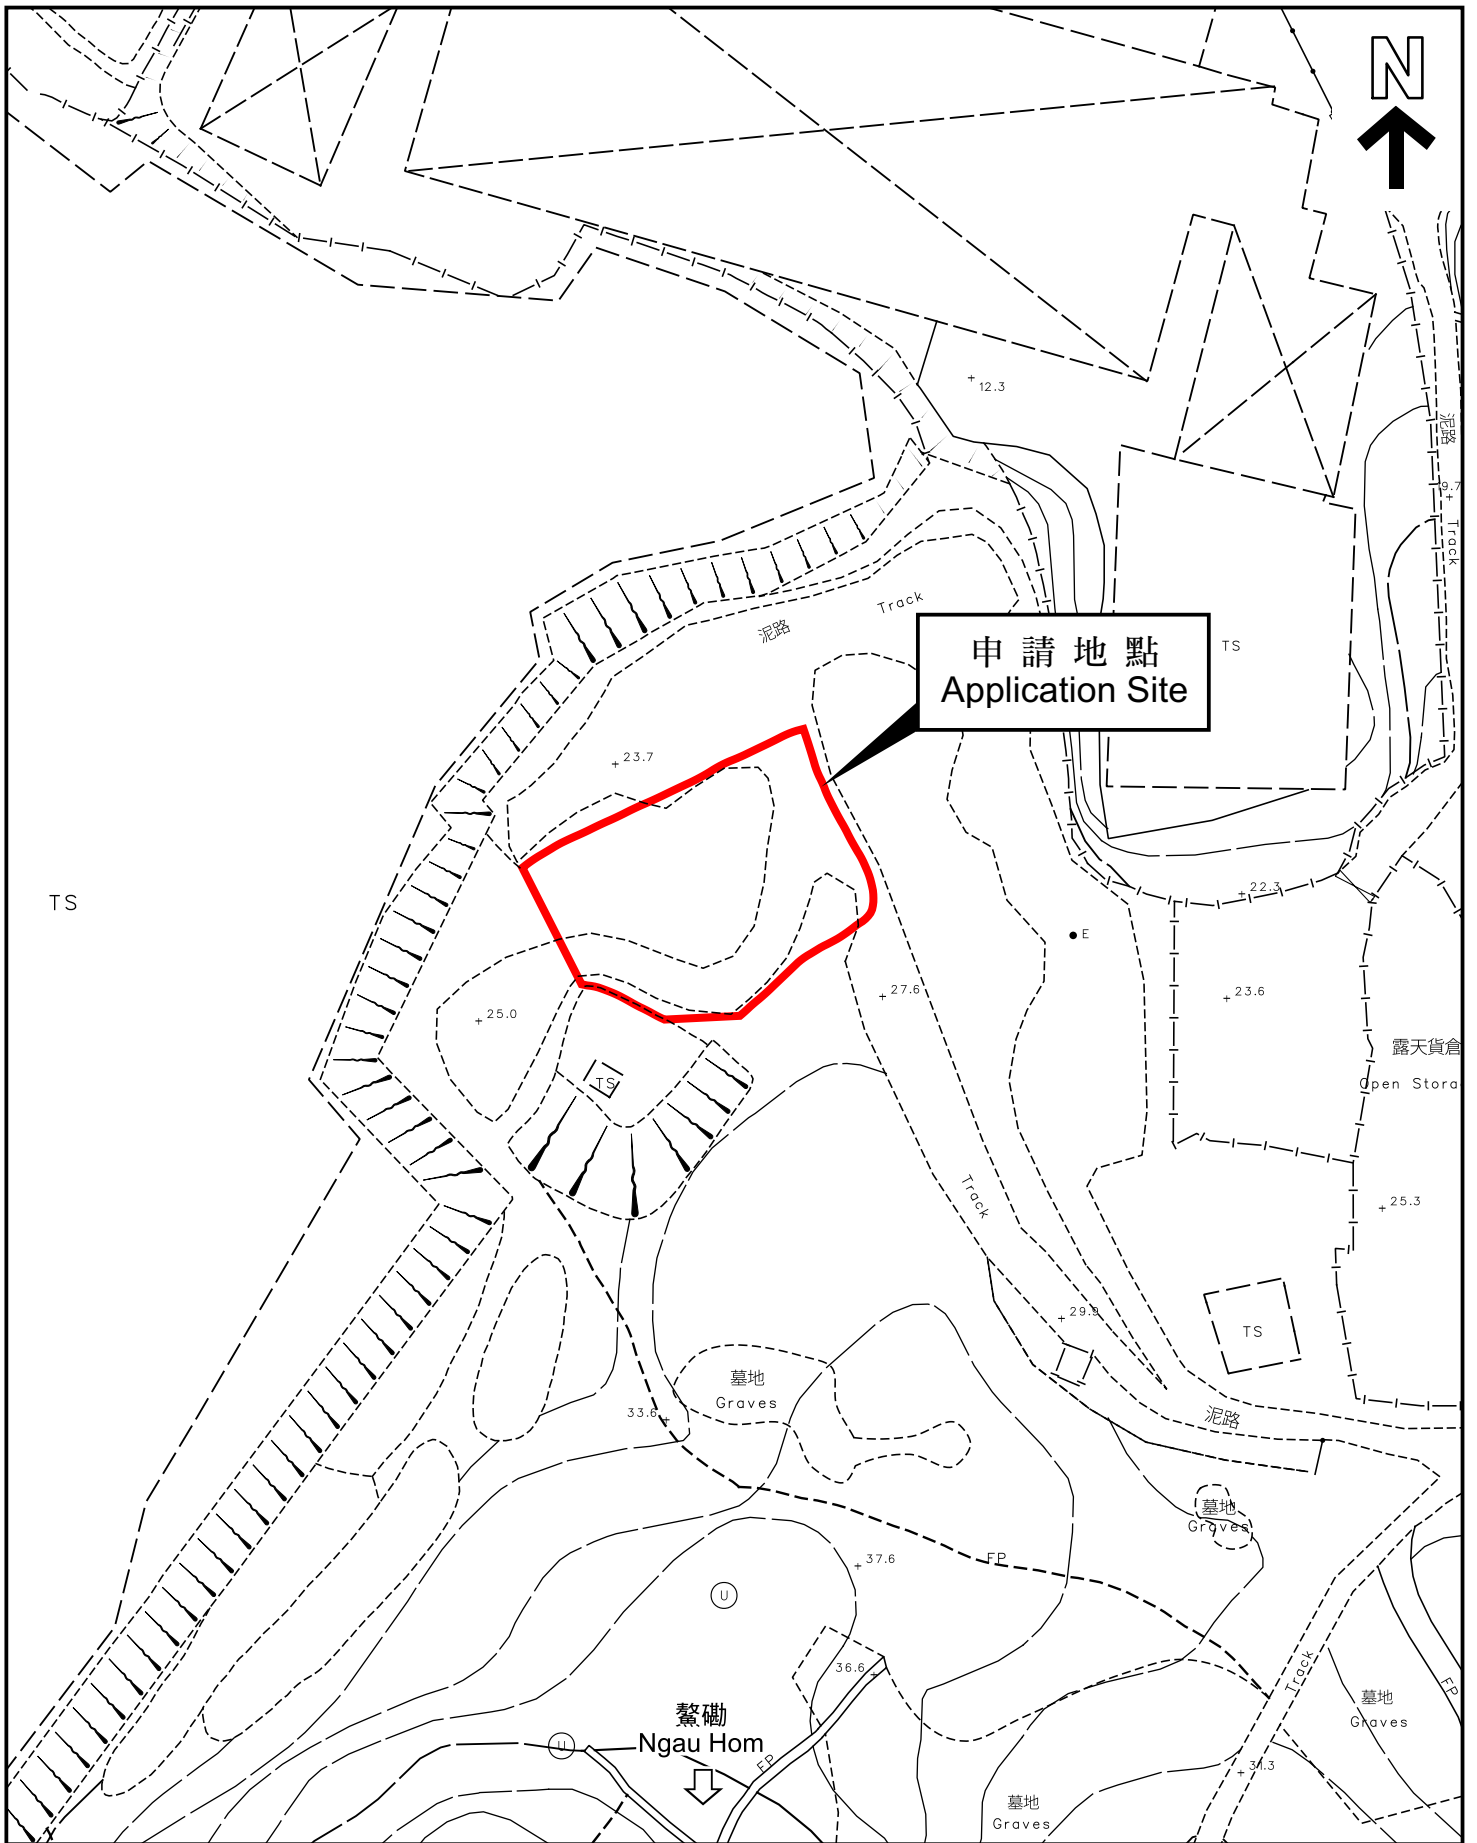 N
12.3
泥路
9.7
Track
Track
泥路
申請地點
Application Site
TS
23.7
TS
22.3
E
27.6
23.6
25.0
露天貨倉
Open Stora
TS
Track
25.3
29.9
TS
墓地
Graves
33.6
泥路
墓地
Graves
37.6
FP
U
36.6
Track
FP
墓地
Graves
鰲磡
Ngau Hom
U
FP
31.3
墓地
Graves